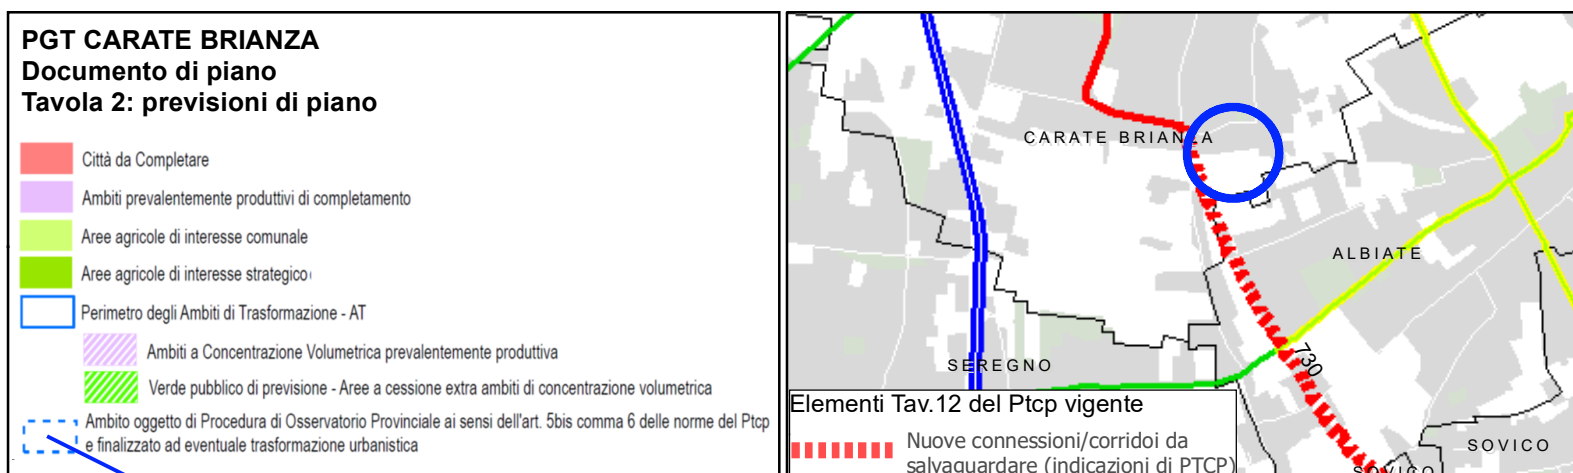 PGT CARATE BRIANZA
Documento di piano
Tavola 2: previsioni di piano
Città da Completare
Ambiti prevalentemente produttivi di completamento
Aree agricole di interesse comunale
Aree agricole di interesse strategico
Perimetro degli Ambiti di Trasformazione - AT
Ambiti a Concentrazione Volumetrica prevalentemente produttiva
Verde pubblico di previsione - Aree a cessione extra ambiti di concentrazione volumetrica
Ambito oggetto di Procedura di Osservatorio Provinciale ai sensi dell'art. 5bis comma 6 delle norme del Ptcp
e finalizzato ad eventuale trasformazione urbanistica
CARATE BRIANZA
ALBIATE
SEREGNO
730
Elementi Tav.12 del Ptcp vigente
Nuove connessioni/corridoi da
salvaguardare (indicazioni di PTCP)
SOVICO
SOVICO